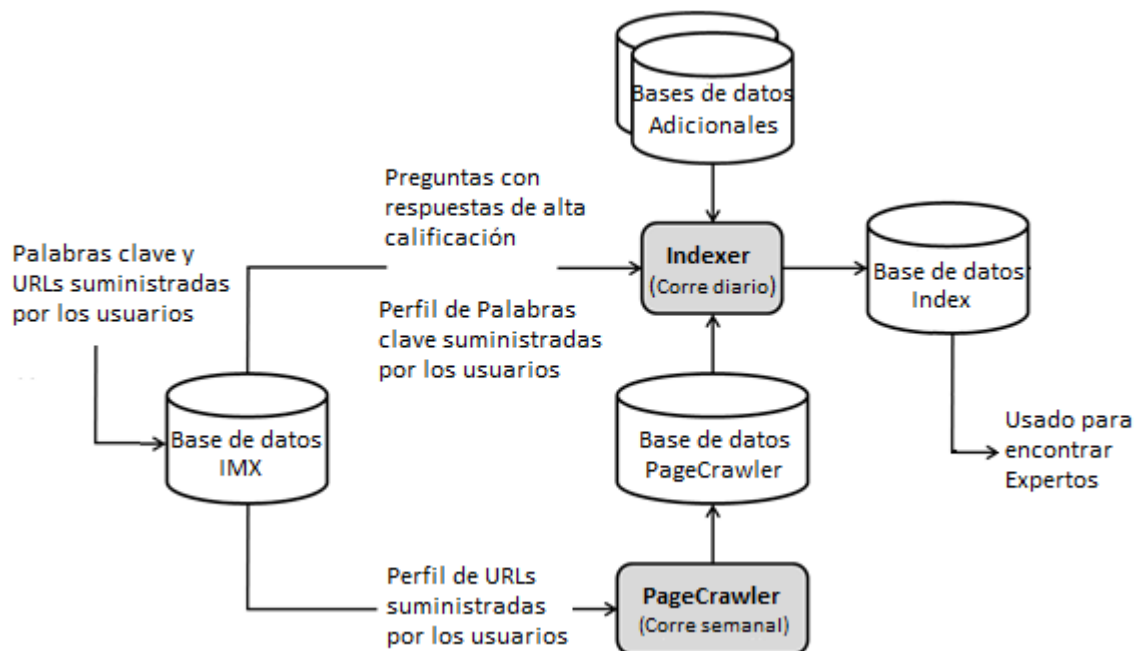 Bases de datos
Adicionales
Preguntas con
respuestas de alta
calificación
Palabras clave y
URLs suministradas
por los usuarios
Indexer
(Corre diario)
Base de datos
Index
Perfil de Palabras
clave suministradas
por los usuarios
Base de datos
IMX
Base de datos
PageCrawler
Usado para
encontrar
Expertos
Perfil de URLs
suministradas
por los usuarios
PageCrawler
(Corre semanal)